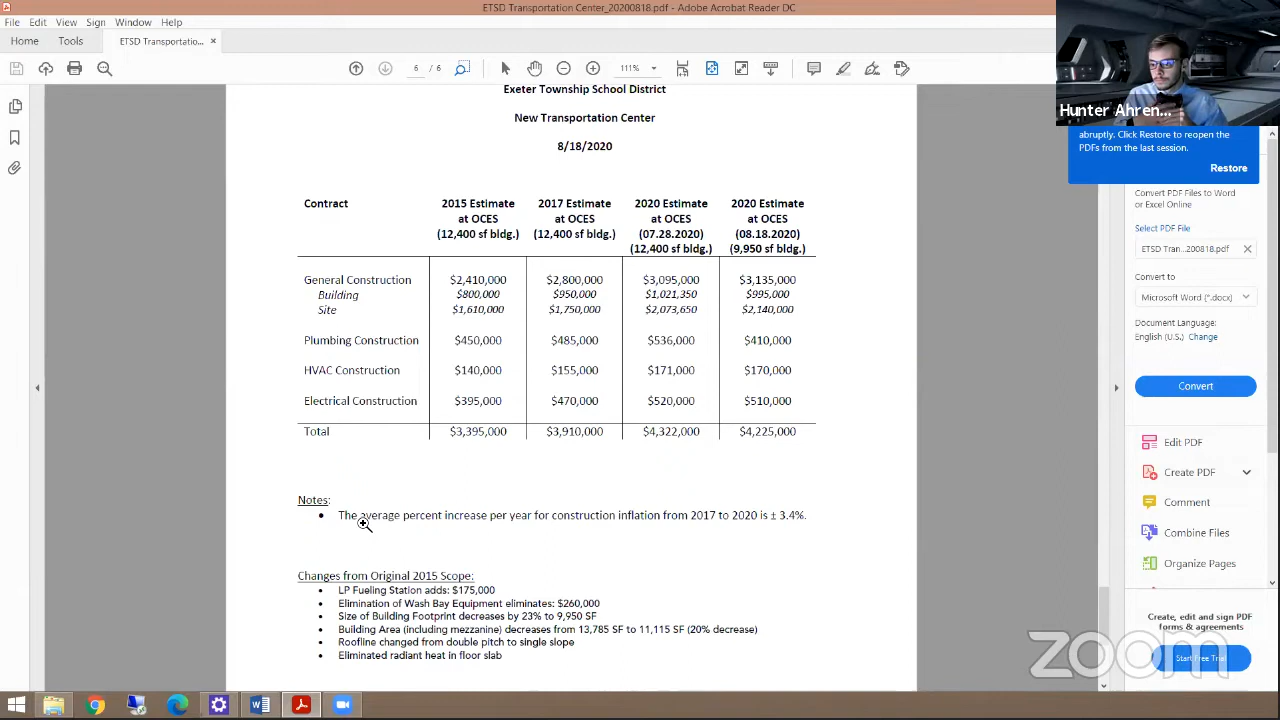 ETSD Transportation Center_20200818.pdf - Adobe Acrobat Reader DC
File Edit View Sign Window Help
Home Tools ETSD Transportatio... ×
6 / 6 111%
Hunter Ahren...
abruptly. Click Restore to reopen the
PDFs from the last session.
Restore
Exeter Township School District
New Transportation Center
8/18/2020
Contract 2015 Estimate 2017 Estimate 2020 Estimate 2020 Estimate
at OCES at OCES at OCES at OCES
(12,400 sf bldg.) (12,400 sf bldg.) (07.28.2020) (08.18.2020)
(12,400 sf bldg.) (9,950 sf bldg.)
General Construction $2,410,000 $2,800,000 $3,095,000 $3,135,000
Building $800,000 $950,000 $1,021,350 $995,000
Site $1,610,000 $1,750,000 $2,073,650 $2,140,000
Plumbing Construction $450,000 $485,000 $536,000 $410,000
HVAC Construction $140,000 $155,000 $171,000 $170,000
Electrical Construction $395,000 $470,000 $520,000 $510,000
Total $3,395,000 $3,910,000 $4,322,000 $4,225,000
Notes:
• The average percent increase per year for construction inflation from 2017 to 2020 is ± 3.4%.
Changes from Original 2015 Scope:
• LP Fueling Station adds: $175,000
• Elimination of Wash Bay Equipment eliminates: $260,000
• Size of Building Footprint decreases by 23% to 9,950 SF
• Building Area (including mezzanine) decreases from 13,785 SF to 11,115 SF (20% decrease)
• Roofline changed from double pitch to single slope
• Eliminated radiant heat in floor slab
Convert PDF Files to Word
or Excel Online
Select PDF File
ETSD Tran...200818.pdf ×
Convert to
Microsoft Word (*.docx)
Document Language:
English (U.S.) Change
Convert
Edit PDF
Create PDF
Comment
Combine Files
Organize Pages
Create, edit and sign PDF
forms & agreements
Start Free Trial
zoom